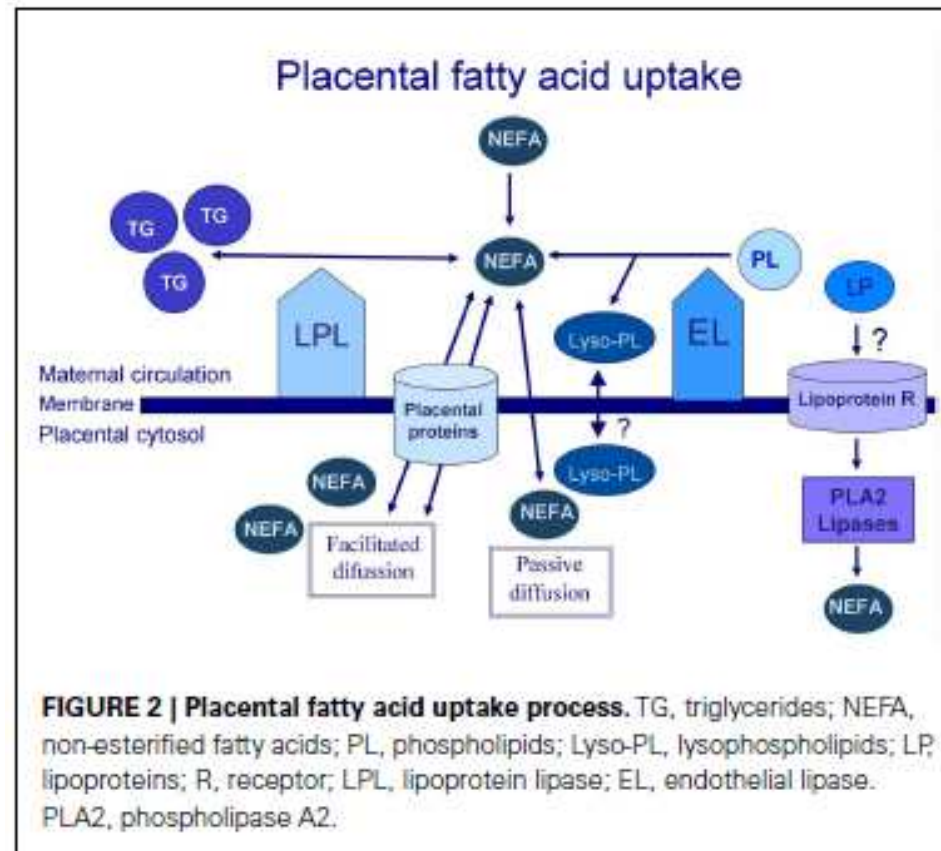 Placental fatty acid uptake
NEFA
TG
TG
TG
NEFA
PL
LP
LPL
Lyso-PL
EL
?
Maternal circulation
Membrane
Placental cytosol
Placental
proteins
Lipoprotein R
?
Lyso-PL
NEFA
NEFA
NEFA
PLA2
Lipases
Facilitated
difussion
Passive
diffusion
NEFA
FIGURE 2 | Placental fatty acid uptake process. TG, triglycerides; NEFA,
non-esterified fatty acids; PL, phospholipids; Lyso-PL, lysophospholipids; LP,
lipoproteins; R, receptor; LPL, lipoprotein lipase; EL, endothelial lipase.
PLA2, phospholipase A2.